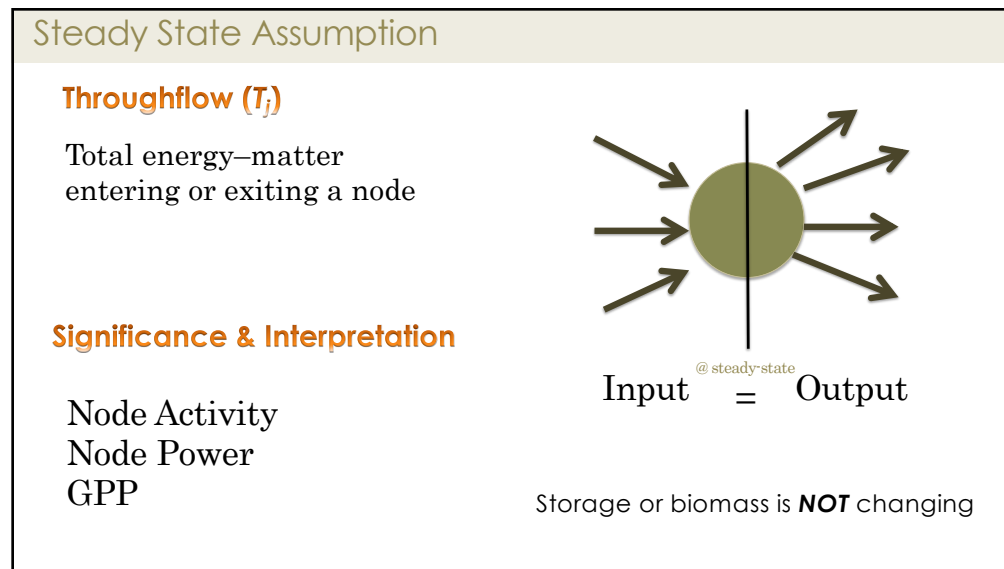 Steady State Assumption
Throughflow (Tj)
Total energy–matter
entering or exiting a node
Significance & Interpretation
Node Activity
Node Power
GPP
@ steady-state
Input = Output
Storage or biomass is NOT changing